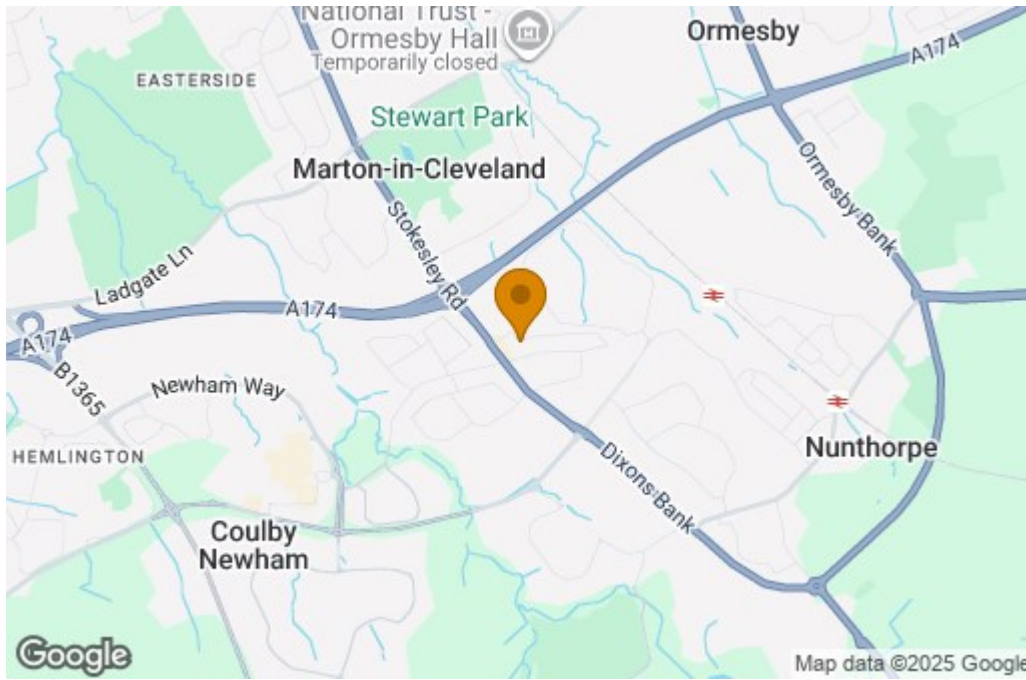 National Trust -
Ormesby Hall
Temporarily closed
Ormesby
A174
EASTERSIDE
Stewart Park
Marton-in-Cleveland
Ormesby Bank
Stokesley Rd
Ladgate Ln
A174
A174
B1365
Newham Way
HEMLINGTON
Nunthorpe
Dixons Bank
Coulby
Newham
Google
Map data ©2025 Google